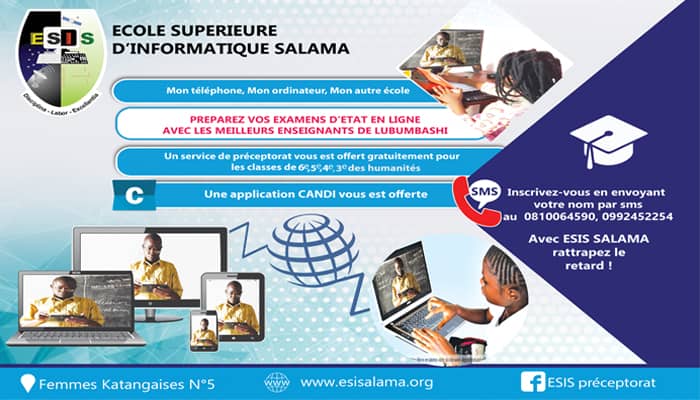 ESIS
Discipline - Labor - Excellentia
ECOLE SUPERIEURE
D'INFORMATIQUE SALAMA
Mon téléphone, Mon ordinateur, Mon autre école
PREPAREZ VOS EXAMENS D'ETAT EN LIGNE
AVEC LES MEILLEURS ENSEIGNANTS DE LUBUMBASHI
Un service de préceptorat vous est offert gratuitement pour
les classes de 6e,5e,4e,3e des humanités
C Une application CANDI vous est offerte
SMS
Inscrivez-vous en envoyant
votre nom par sms
au 0810064590, 0992452254
Avec ESIS SALAMA
rattrapez le
retard !
Femmes Katangaises N°5
www.esisalama.org
ESIS préceptorat